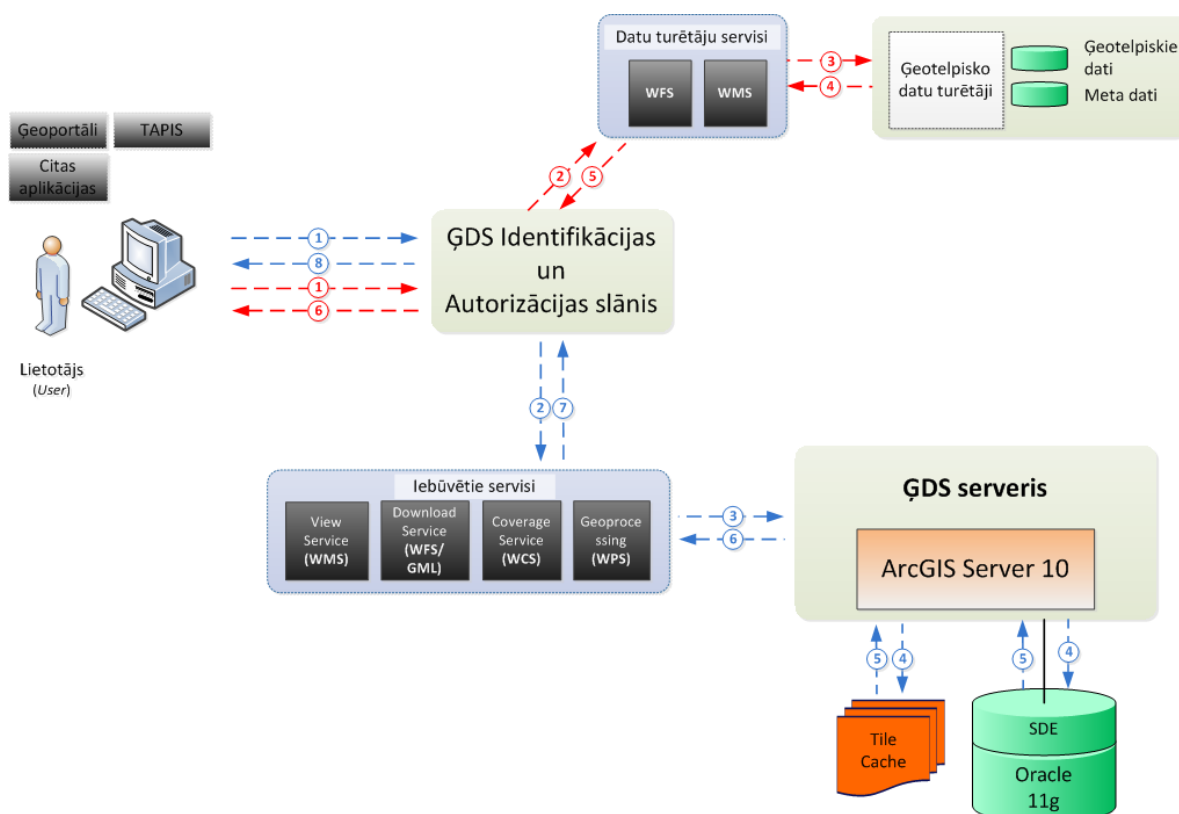 Datu turētāju servisi
WFS
WMS
3
4
Ģeotelpisko
datu turētāji
Ģeotelpiskie
dati
Meta dati
Ģeoportāli
TAPIS
Citas
aplikācijas
2
5
1
8
1
6
ĢDS Identifikācijas
un
Autorizācijas slānis
Lietotājs
(User)
2
7
Iebūvētie servisi
View
Service
(WMS)
Download
Service
(WFS/
GML)
Coverage
Service
(WCS)
Geoproce
ssing
(WPS)
3
6
ĢDS serveris
ArcGIS Server 10
5
4
5
4
Tile
Cache
SDE
Oracle
11g